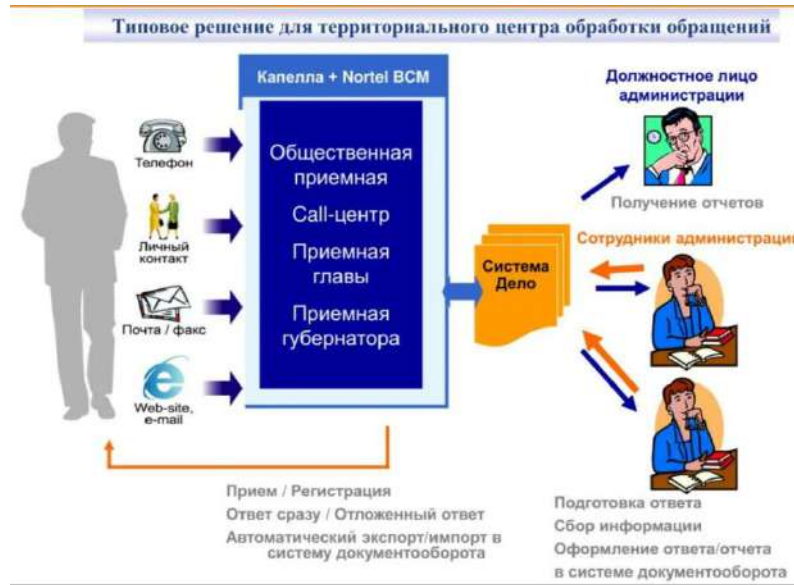 Типовое решение для территориального центра обработки обращений
Капелла + Nortel BCM
Телефон
Личный
контакт
Почта / факс
Web-site,
e-mail
Общественная
приемная
Call-центр
Приемная
главы
Приемная
губернатора
Система
Дело
Должностное лицо
администрации
Получение отчетов
Сотрудники администрации
Прием / Регистрация
Ответ сразу / Отложенный ответ
Автоматический экспорт/импорт в
систему документооборота
Подготовка ответа
Сбор информации
Оформление ответа/отчета
в системе документооборота